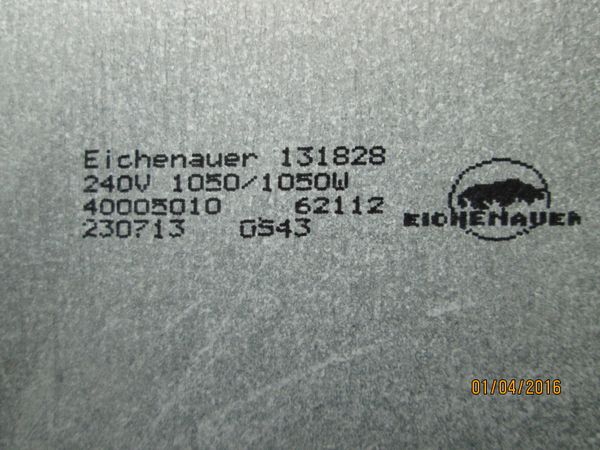 Eichenauer 131828
240V 1050/1050W
40005010 62112
230713 0543
EICHENAUER
01/04/2016